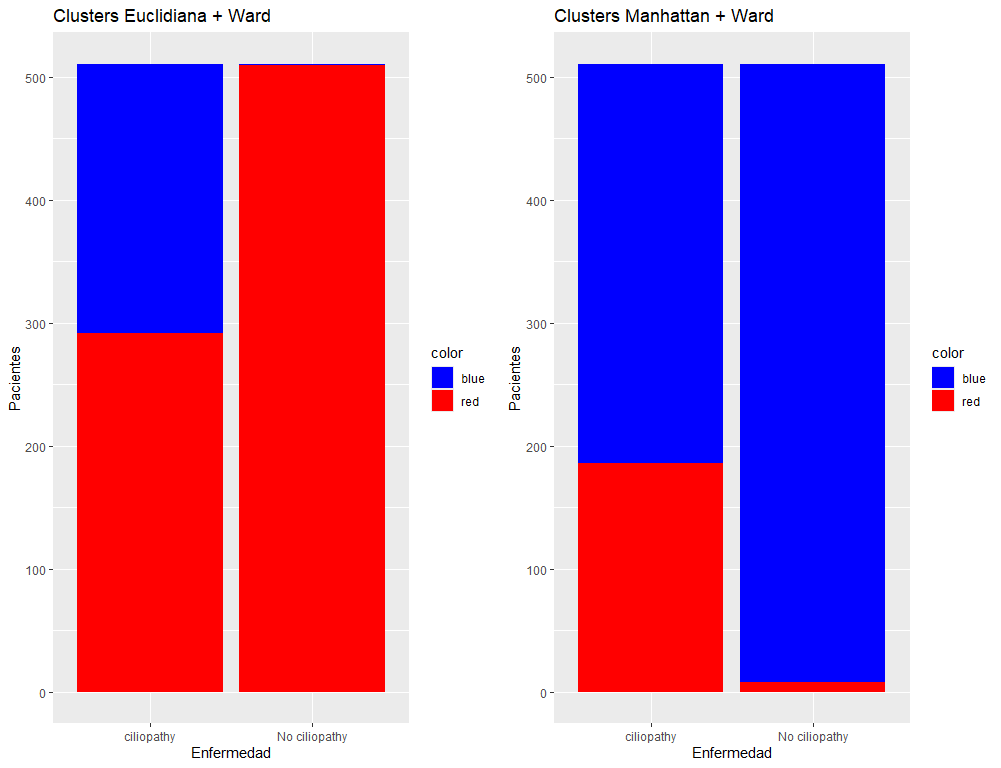 Clusters Euclidiana + Ward
Pacientes
500
400
300
200
100
0
ciliopathy
No ciliopathy
Enfermedad
color
blue
red
Clusters Manhattan + Ward
Pacientes
500
400
300
200
100
0
ciliopathy
No ciliopathy
Enfermedad
color
blue
red